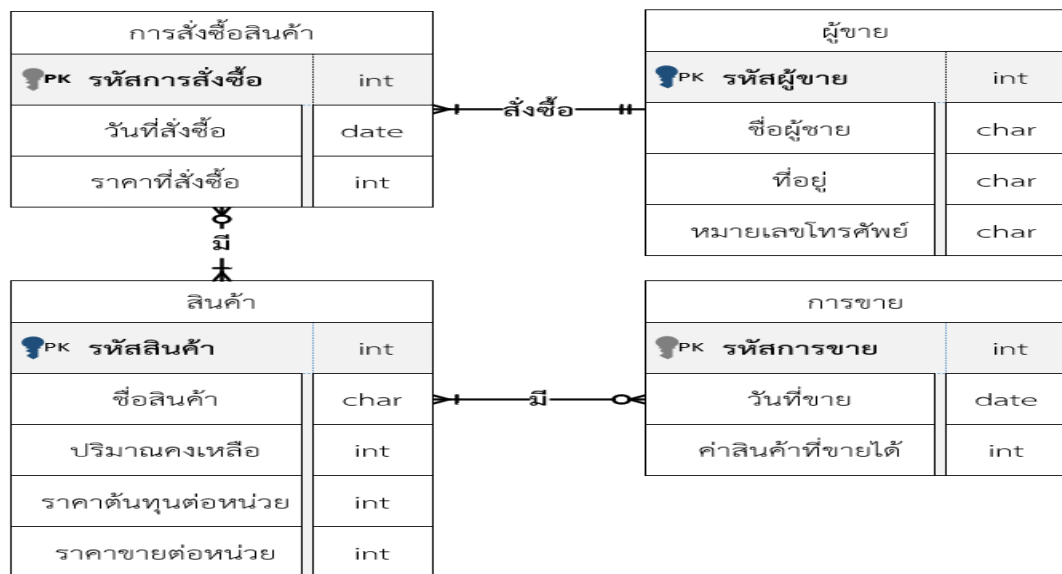 การสั่งซื้อสินค้า
PK รหัสการสั่งซื้อ int
วันที่สั่งซื้อ date
ราคาที่สั่งซื้อ int
สั่งซื้อ
ผู้ขาย
PK รหัสผู้ขาย int
ชื่อผู้ชาย char
ที่อยู่ char
หมายเลขโทรศัพย์ char
มี
สินค้า
PK รหัสสินค้า int
ชื่อสินค้า char
ปริมาณคงเหลือ int
ราคาต้นทุนต่อหน่วย int
ราคาขายต่อหน่วย int
มี
การขาย
PK รหัสการขาย int
วันที่ขาย date
ค่าสินค้าที่ขายได้ int